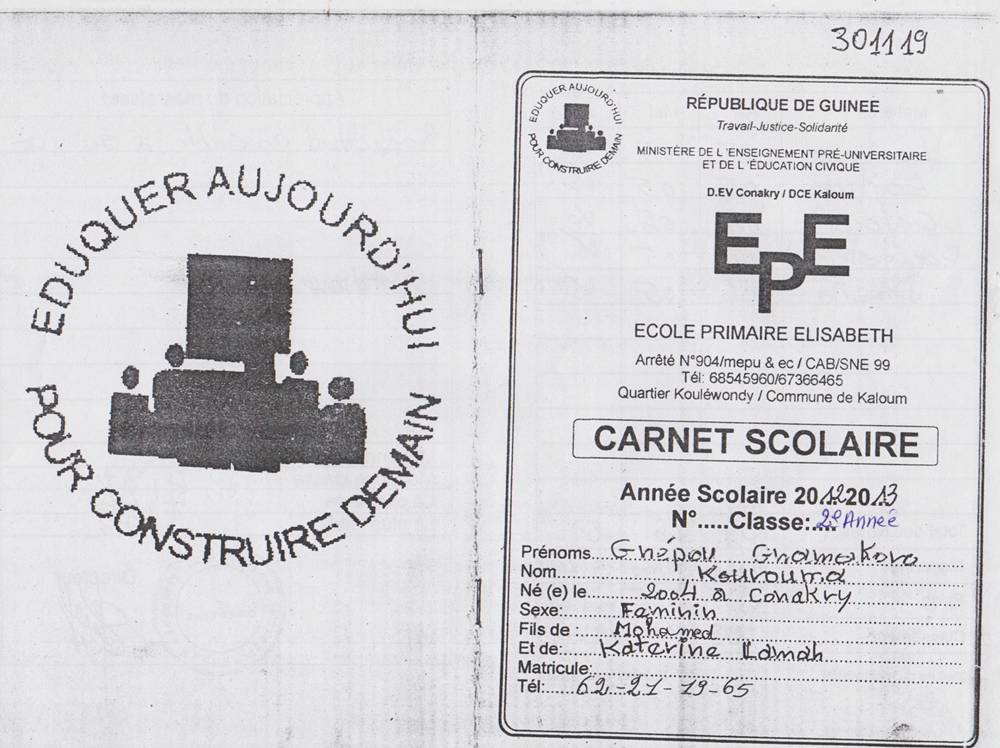 301119
EDUQUER AUJOURD'HUI
POUR CONSTRUIRE DEMAIN
EDUQUER AUJOURD'HUI
POUR CONSTRUIRE DEMAIN
RÉPUBLIQUE DE GUINEE
Travail-Justice-Solidarité
MINISTÈRE DE L 'ENSEIGNEMENT PRÉ-UNIVERSITAIRE
ET DE L 'ÉDUCATION CIVIQUE
D.EV Conakry / DCE Kaloum
EPE
ECOLE PRIMAIRE ELISABETH
Arrêté N°904/mepu & ec / CAB/SNE 99
Tél: 68545960/67366465
Quartier Kouléwondy / Commune de Kaloum
CARNET SCOLAIRE
Année Scolaire 2012 2013
N°.....Classe: 2e Année
Prénoms... Gnepou Gnamakoro
Nom... Kourouma
Né (e) le... 2004 à Conakry
Sexe:... Feminin
Fils de :... Mohamed
Et de:... Katerine Lamah
Matricule:...
Tél:... 62-21-19-65